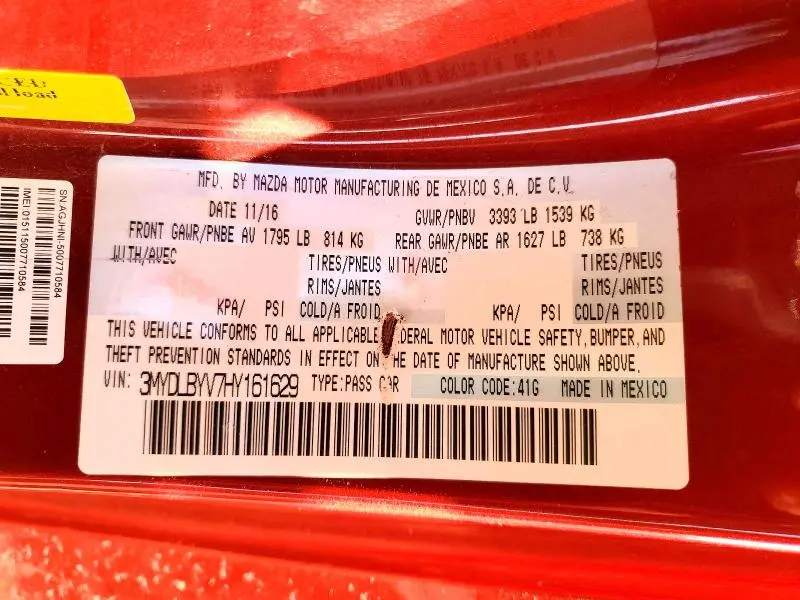 l load
SN:AGJHNI-5007710584
IMEI:015115007710584
MFD. BY MAZDA MOTOR MANUFACTURING DE MEXICO S.A. DE C.V.
DATE 11/16 GVWR/PNBV 3393 LB 1539 KG
FRONT GAWR/PNBE AV 1795 LB 814 KG REAR GAWR/PNBE AR 1627 LB 738 KG
WITH/AVEC TIRES/PNEUS WITH/AVEC TIRES/PNEUS
RIMS/JANTES RIMS/JANTES
KPA/ PSI COLD/A FROID KPA/ PSI COLD/A FROID
THIS VEHICLE CONFORMS TO ALL APPLICABLE DERAL MOTOR VEHICLE SAFETY, BUMPER, AND
THEFT PREVENTION STANDARDS IN EFFECT ON THE DATE OF MANUFACTURE SHOWN ABOVE.
VIN: 3MYDLBYV7HY161629 TYPE:PASS CAR COLOR CODE:41G MADE IN MEXICO